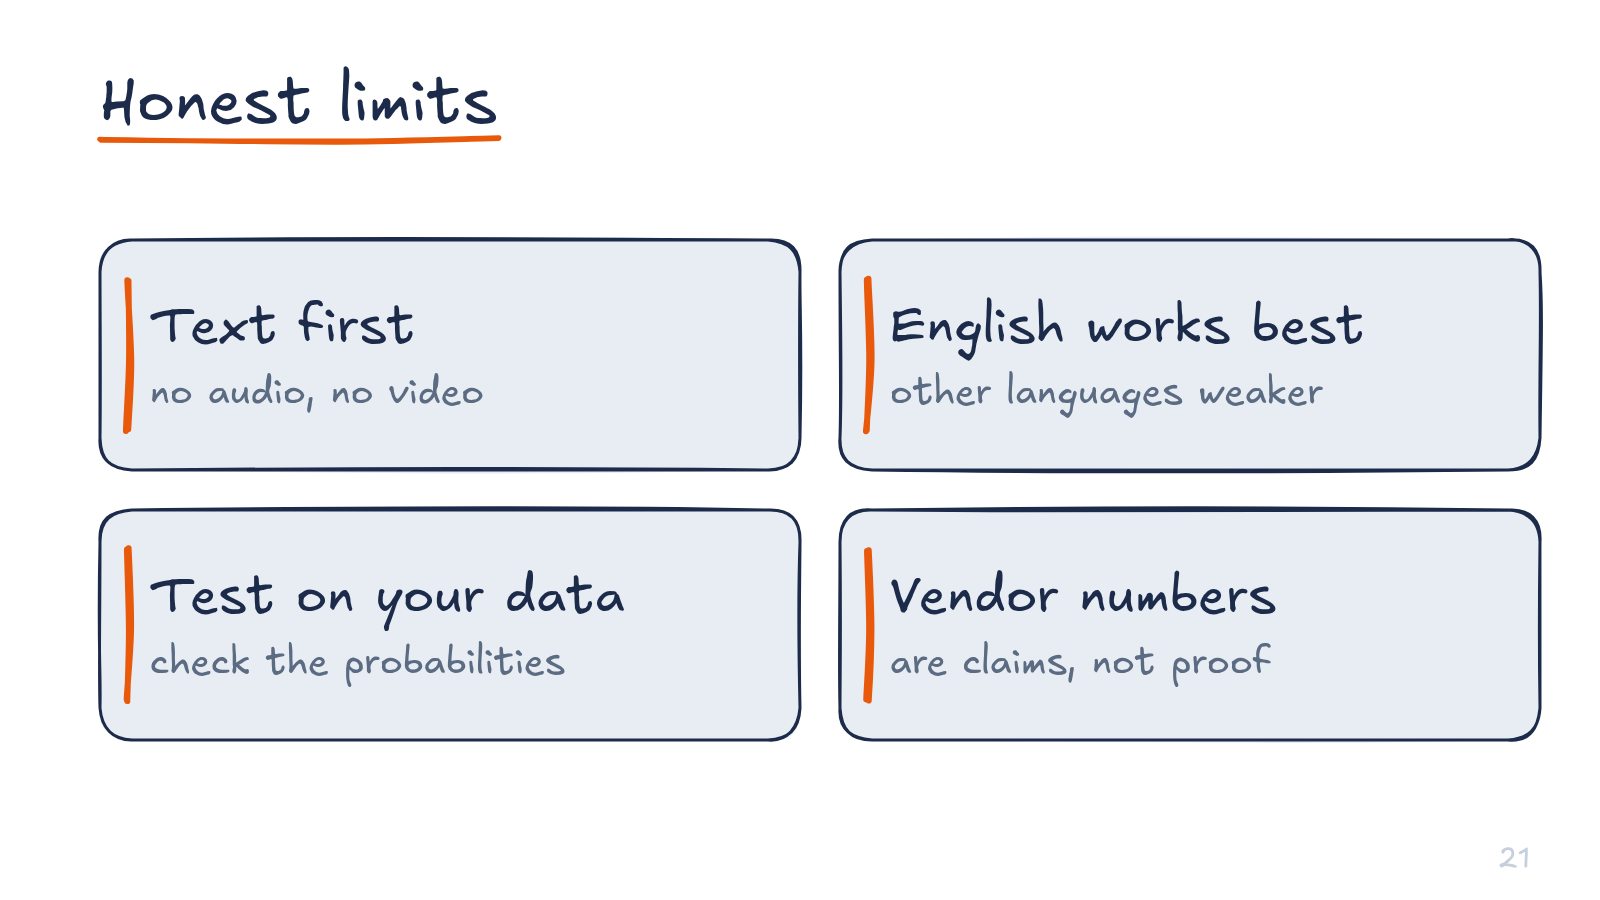 Honest limits
Text first
no audio, no video
English works best
other languages weaker
Test on your data
check the probabilities
Vendor numbers
are claims, not proof
21